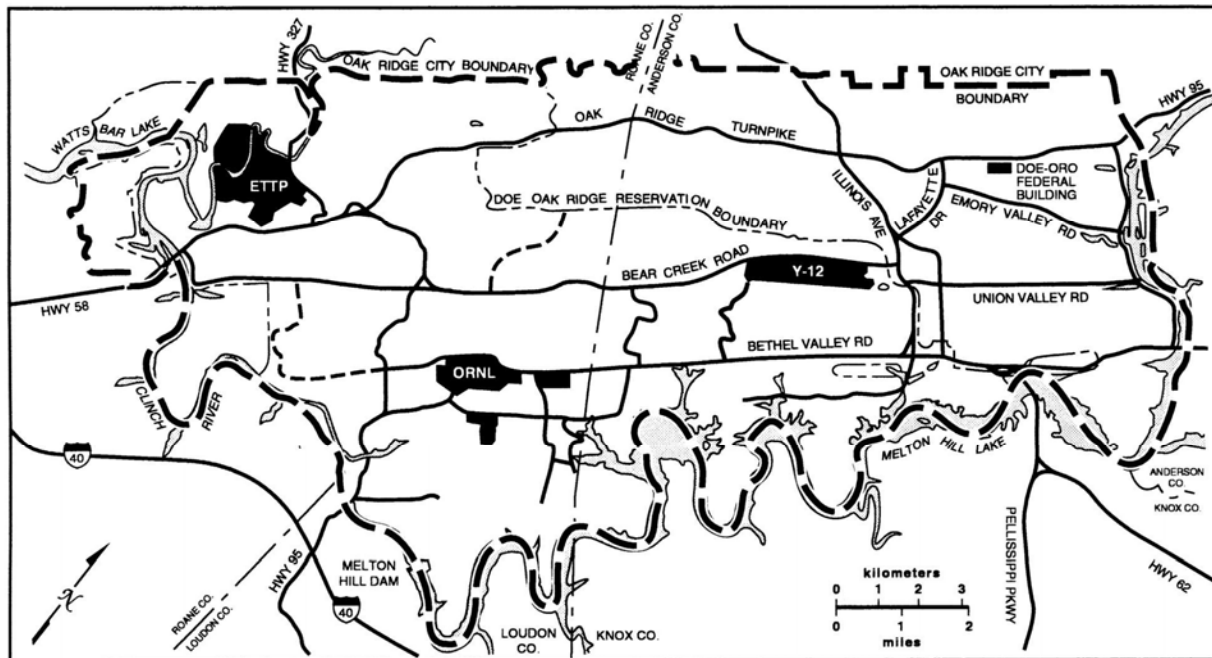 HWY 327
OAK RIDGE CITY BOUNDARY
ROANE CO.
ANDERSON CO.
OAK RIDGE CITY
BOUNDARY
HWY 95
WATTS BAR LAKE
OAK RIDGE TURNPIKE
ETTP
DOE-ORO
FEDERAL
BUILDING
DOE OAK RIDGE RESERVATION BOUNDARY
ILLINOIS AVE
LAFAYETTE
DR
EMORY VALLEY
RD
BEAR CREEK ROAD
Y-12
HWY 58
UNION VALLEY RD
BETHEL VALLEY RD
ORNL
CLINCH
RIVER
MELTON HILL LAKE
40
ANDERSON
CO.
KNOX CO.
PELLISSIPPI PKWY
HWY 62
N
ROANE CO.
LOUDON CO.
HWY 95
MELTON
HILL DAM
40
LOUDON
CO.
KNOX CO.
kilometers
0 1 2 3
0 1 2
miles